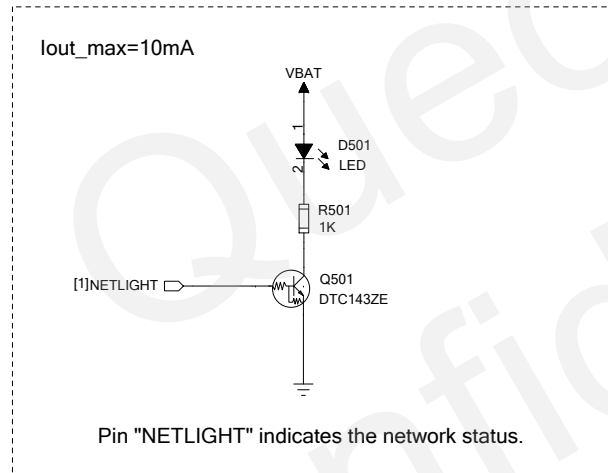 Iout_max=10mA
VBAT
1
D501
LED
2
R501
1K
[1]NETLIGHT
Q501
DTC143ZE
Pin "NETLIGHT" indicates the network status.